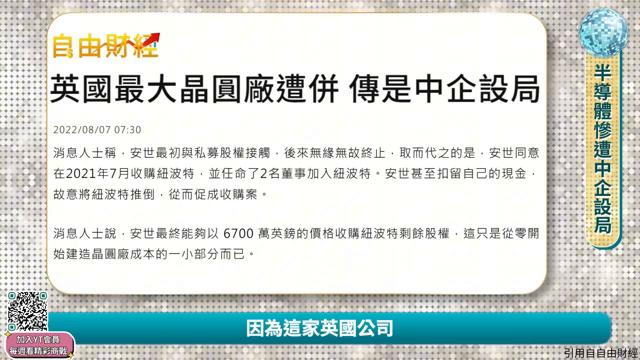 自由財經
英國最大晶圓廠遭併 傳是中企設局
2022/08/07 07:30
消息人士稱，安世最初與私募股權接觸，後來無緣無故終止，取而代之的是，安世同意
在2021年7月收購紐波特，並任命了2名董事加入紐波特。安世甚至扣留自己的現金，
故意將紐波特推倒，從而促成收購案。
消息人士說，安世最終能夠以 6700 萬英鎊的價格收購紐波特剩餘股權，這只是從零開
始建造晶圓廠成本的一小部分而已。
半導體慘遭中企設局
因為這家英國公司
加入YT會員
每週看精彩商戰
引用自自由財經